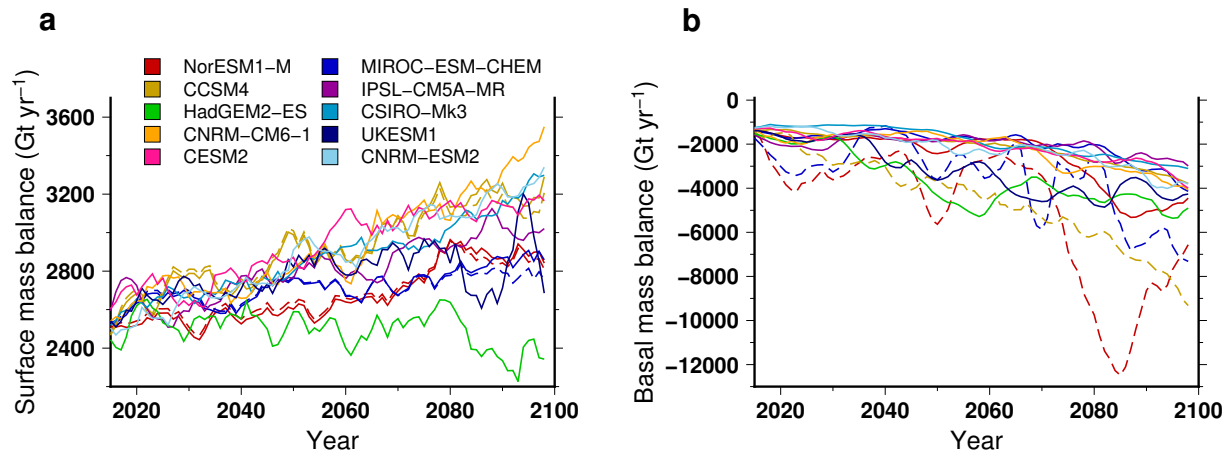 a
Surface mass balance (Gt yr−1)
3600
3200
2800
2400
NorESM1−M
CCSM4
HadGEM2−ES
CNRM−CM6−1
CESM2
MIROC−ESM−CHEM
IPSL−CM5A−MR
CSIRO−Mk3
UKESM1
CNRM−ESM2
2020 2040 2060 2080 2100
Year
b
Basal mass balance (Gt yr−1)
0
−2000
−4000
−6000
−8000
−10000
−12000
2020 2040 2060 2080 2100
Year